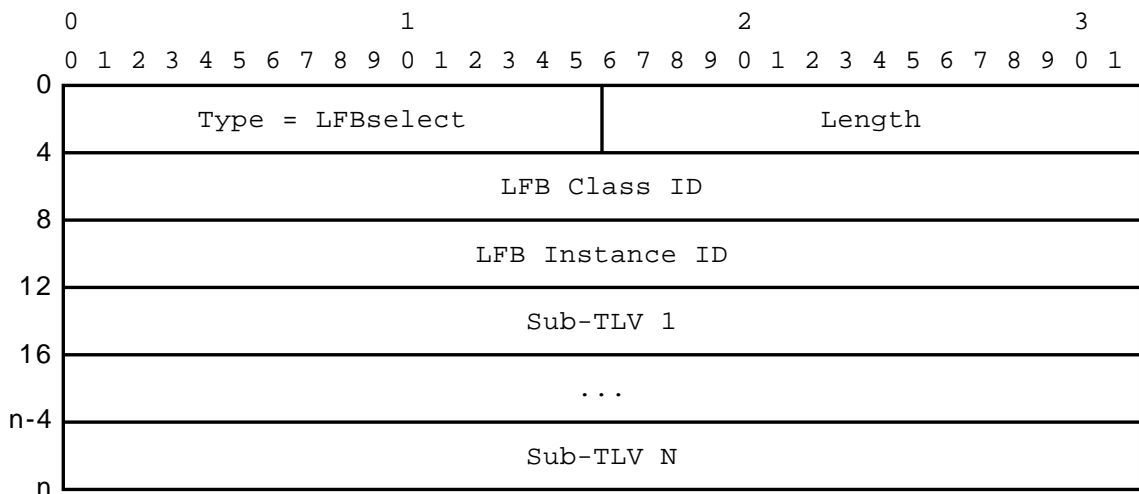 0 1 2 3
0 1 2 3 4 5 6 7 8 9 0 1 2 3 4 5 6 7 8 9 0 1 2 3 4 5 6 7 8 9 0 1
0
Type = LFBselect Length
4
LFB Class ID
8
LFB Instance ID
12
Sub-TLV 1
16
...
n-4
Sub-TLV N
n